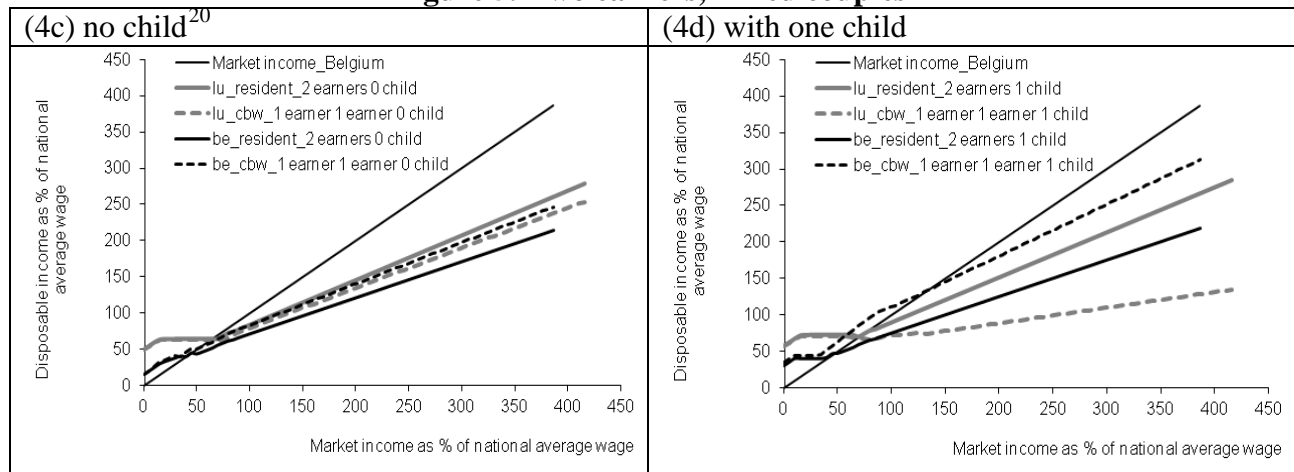 (4c) no child20
(4d) with one child
450
400
350
300
250
200
150
100
50
0
Disposable income as % of national
average wage
Market income_Belgium
lu_resident_2 earners 0 child
lu_cbw_1 earner 1 earner 0 child
be_resident_2 earners 0 child
be_cbw_1 earner 1 earner 0 child
0 50 100 150 200 250 300 350 400 450
Market income as % of national average wage
450
400
350
300
250
200
150
100
50
0
Disposable income as % of national
average wage
Market income_Belgium
lu_resident_2 earners 1 child
lu_cbw_1 earner 1 earner 1 child
be_resident_2 earners 1 child
be_cbw_1 earner 1 earner 1 child
0 50 100 150 200 250 300 350 400 450
Market income as % of national average wage